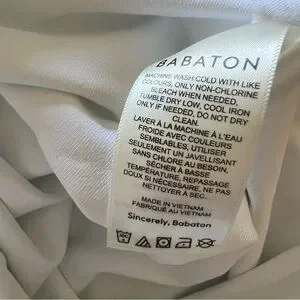 BABATON
MACHINE WASH COLD WITH LIKE
COLOURS, ONLY NON-CHLORINE
BLEACH WHEN NEEDED,
TUMBLE DRY LOW, COOL IRON
ONLY IF NEEDED, DO NOT DRY
CLEAN.
LAVER À LA MACHINE À L'EAU
FROIDE AVEC COULEURS
SEMBLABLES, UTILISER
SEULEMENT UN JAVELLISANT
SANS CHLORE AU BESOIN,
SÉCHER À BASSE
TEMPÉRATURE, REPASSAGE
DOUX SI NÉCESSAIRE, NE PAS
NETTOYER À SEC.
MADE IN VIETNAM
FABRIQUÉ AU VIETNAM
Sincerely, Babaton